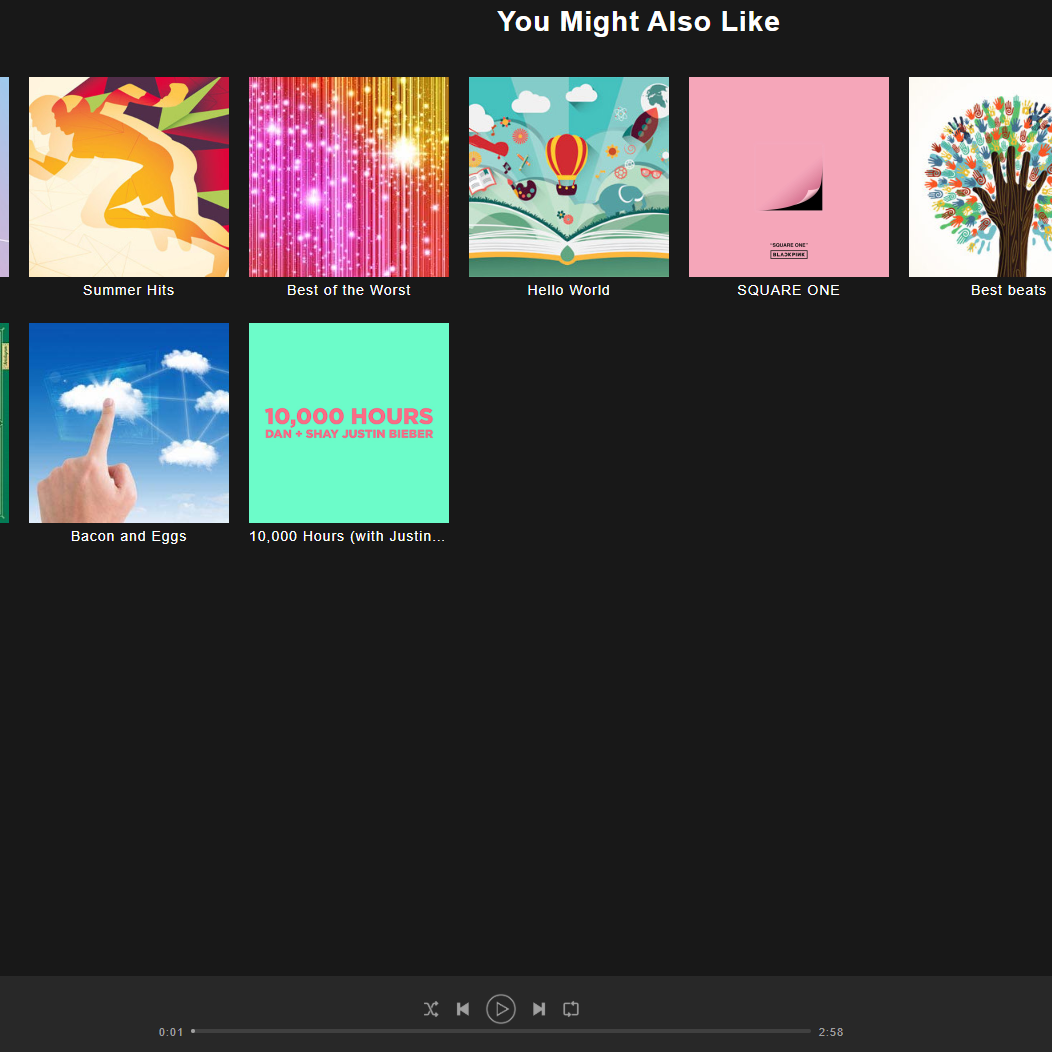 You Might Also Like
"SQUARE ONE"
BLACKPINK
Summer Hits
Best of the Worst
Hello World
SQUARE ONE
Best beats
10,000 HOURS
DAN + SHAY JUSTIN BIEBER
Bacon and Eggs
10,000 Hours (with Justin...
0:01
2:58